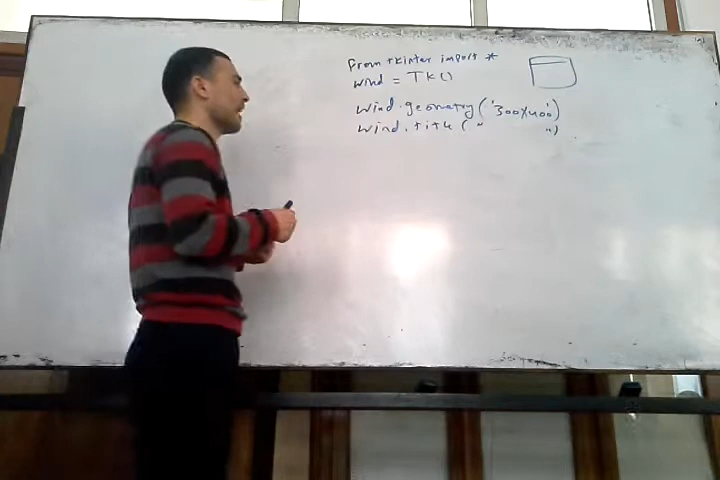 from tkinter import *
wind = Tk()
wind.geometry('300x400')
wind.title(" ")